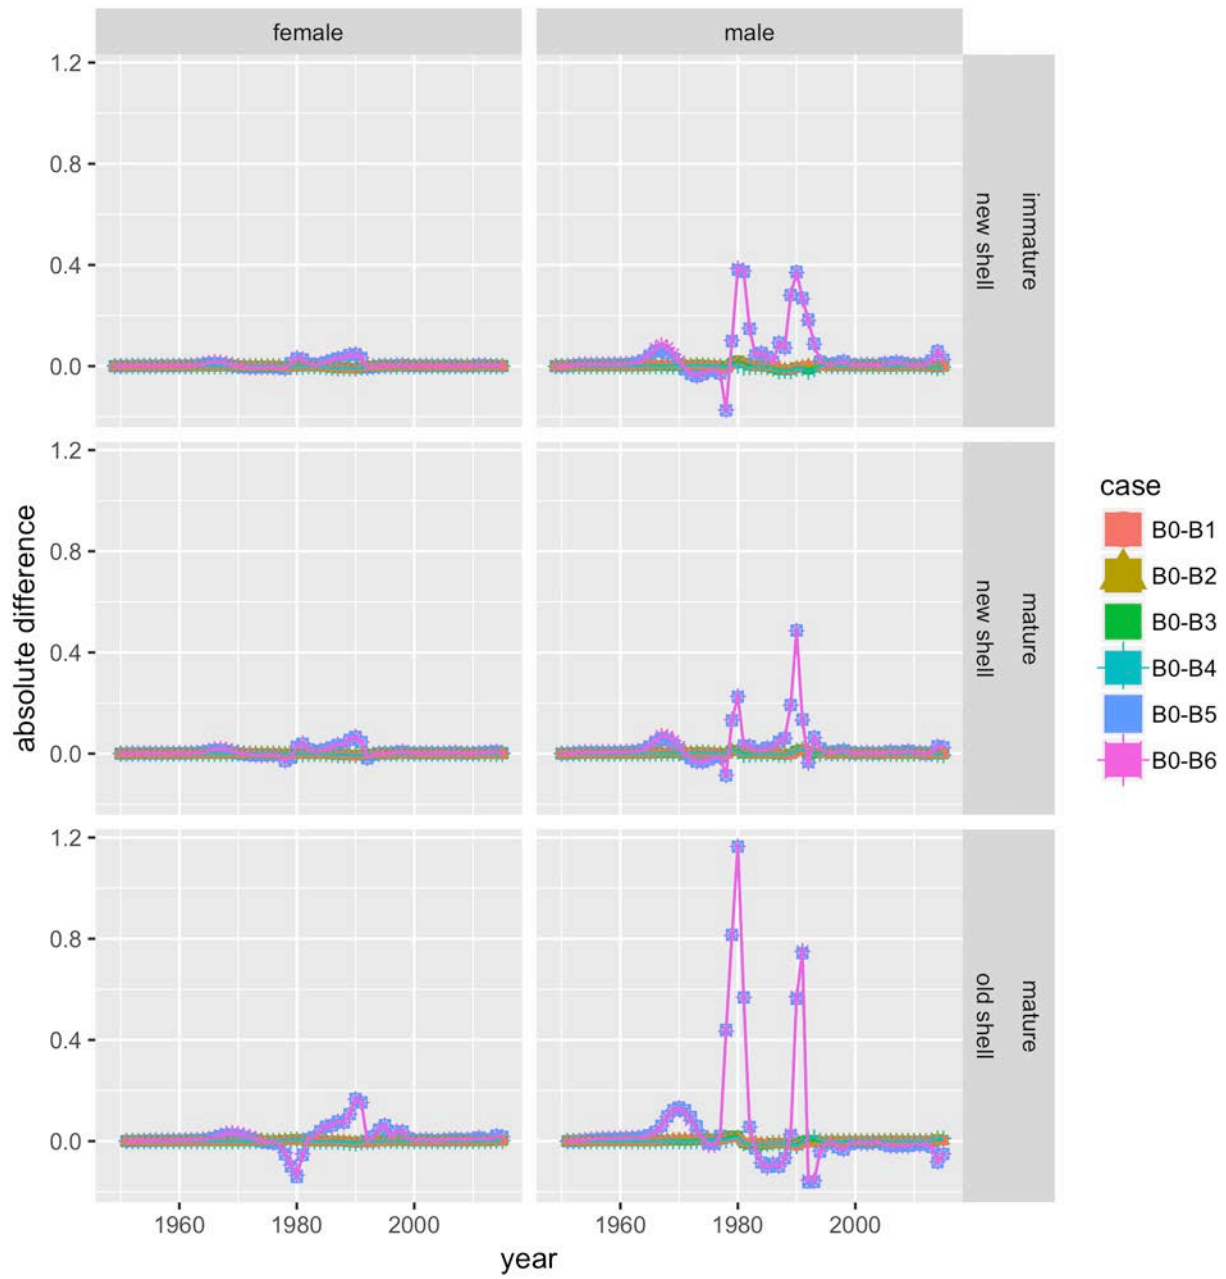 female
male
1.2
0.8
0.4
0.0
immature
new shell
1.2
0.8
0.4
0.0
mature
new shell
1.2
0.8
0.4
0.0
mature
old shell
1960
1980
2000
1960
1980
2000
year
absolute difference
case
B0-B1
B0-B2
B0-B3
B0-B4
B0-B5
B0-B6